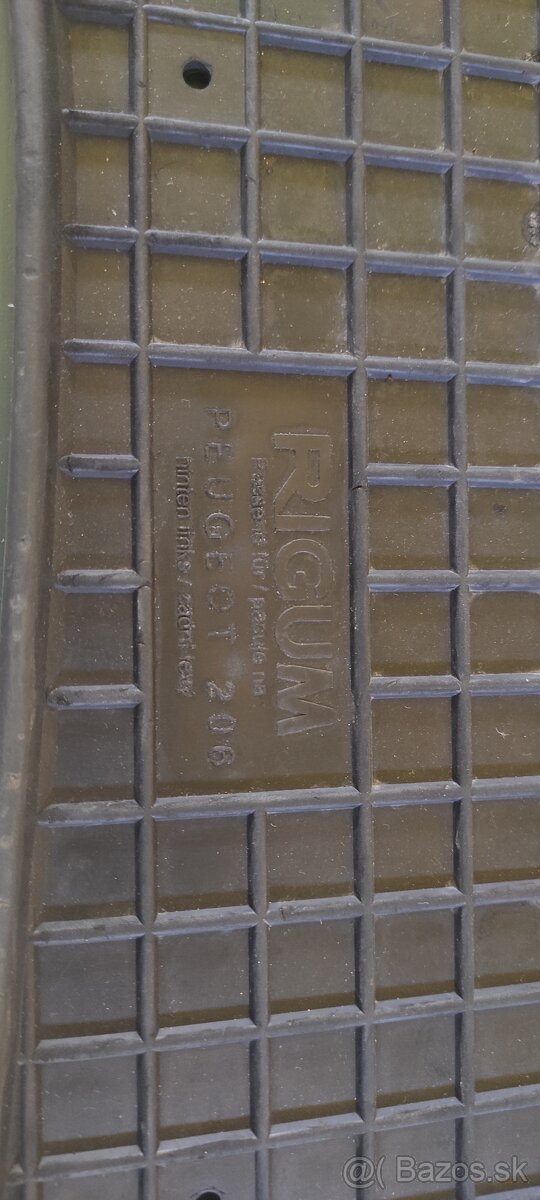 RIGUM
Passend für / pasuje na
PEUGEOT 206
hinten links / zadní levý
@( Bazos.sk